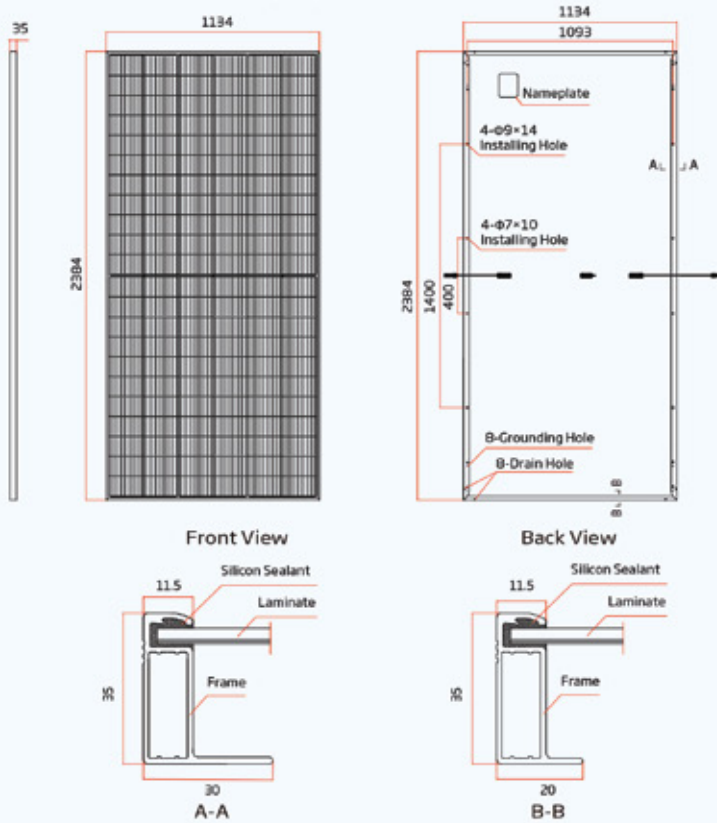 35
1134
2384
Front View
1134
1093
Nameplate
4-Φ9×14
Installing Hole
A
A
4-Φ7×10
Installing Hole
2384
1400
400
8-Grounding Hole
8-Drain Hole
B
B
Back View
11.5
Silicon Sealant
Laminate
35
Frame
30
A-A
11.5
Silicon Sealant
Laminate
35
Frame
20
B-B